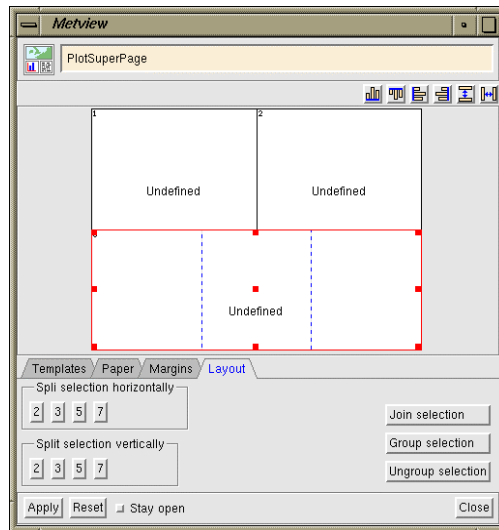 Metview
PlotSuperPage
1
2
Undefined
Undefined
Undefined
Templates Paper Margins Layout
Spli selection horizontally
2 3 5 7
Join selection
Split selection vertically
Group selection
2 3 5 7
Ungroup selection
Apply Reset Stay open Close